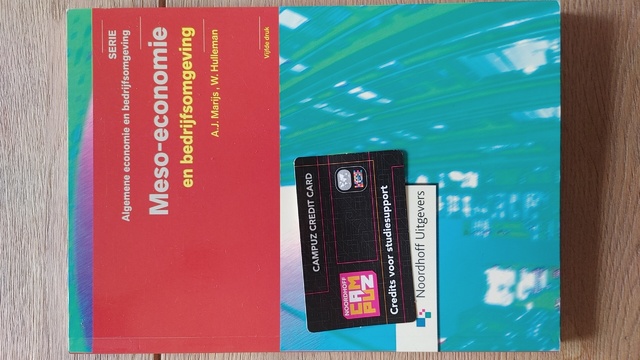 SERIE
Algemene economie en bedrijfsomgeving
Meso-economie
en bedrijfsomgeving
A.J. Marijs, W. Hulleman
Vijfde druk
CAMPUZ CREDIT CARD
NOORDHOFF
CAM
PUZ
Credits voor studiesupport
Noordhoff Uitgevers